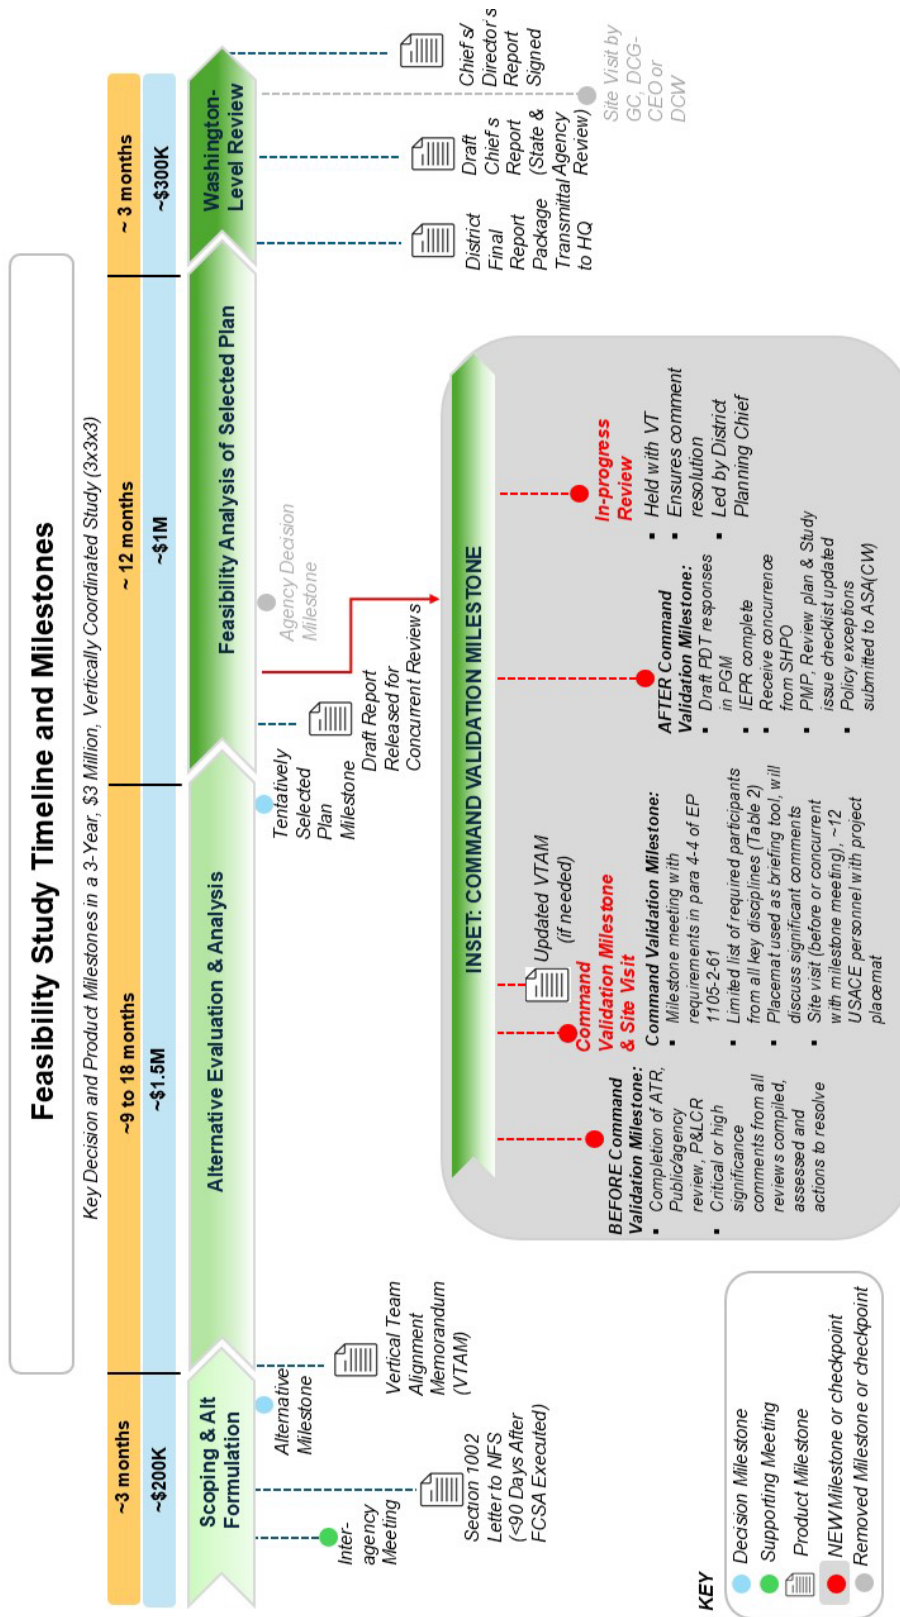 Feasibility Study Timeline and Milestones
Key Decision and Product Milestones in a 3-Year, $3 Million, Vertically Coordinated Study (3x3x3)
~3 months
~9 to 18 months
~ 12 months
~ 3 months
~$200K
~$1.5M
~$1M
~$300K
Scoping & Alt
Formulation
Alternative Evaluation & Analysis
Feasibility Analysis of Selected Plan
Washington-
Level Review
Inter-
agency
Meeting
Section 1002
Letter to NFS
(<90 Days After
FCSA Executed)
Alternative
Milestone
Vertical Team
Alignment
Memorandum
(VTAM)
Tentatively
Selected
Plan
Milestone
Draft Report
Released for
Concurrent Reviews
Agency Decision
Milestone
District
Final
Report
Package
Transmittal
to HQ
Draft
Chief's
Report
(State &
Agency
Review)
Chief s/
Director's
Report
Signed
Site Visit by
GC, DCG-
CEO or
DCW
INSET: COMMAND VALIDATION MILESTONE
BEFORE Command
Validation Milestone:
▪ Completion of ATR,
Public/agency
review, P&LCR
▪ Critical or high
significance
comments from all
reviews compiled,
assessed and
actions to resolve
Command
Validation Milestone
& Site Visit
Updated VTAM
(if needed)
Command Validation Milestone:
▪ Milestone meeting with
requirements in para 4-4 of EP
1105-2-61
▪ Limited list of required participants
from all key disciplines (Table 2)
▪ Placemat used as briefing tool, will
discuss significant comments
▪ Site visit (before or concurrent
with milestone meeting), ~12
USACE personnel with project
placemat
AFTER Command
Validation Milestone:
▪ Draft PDT responses
in PGM
▪ IEPR complete
▪ Receive concurrence
from SHPO
▪ PMP, Review plan & Study
issue checklist updated
▪ Policy exceptions
submitted to ASA(CW)
In-progress
Review
▪ Held with VT
▪ Ensures comment
resolution
▪ Led by District
Planning Chief
KEY
Decision Milestone
Supporting Meeting
Product Milestone
NEW Milestone or checkpoint
Removed Milestone or checkpoint